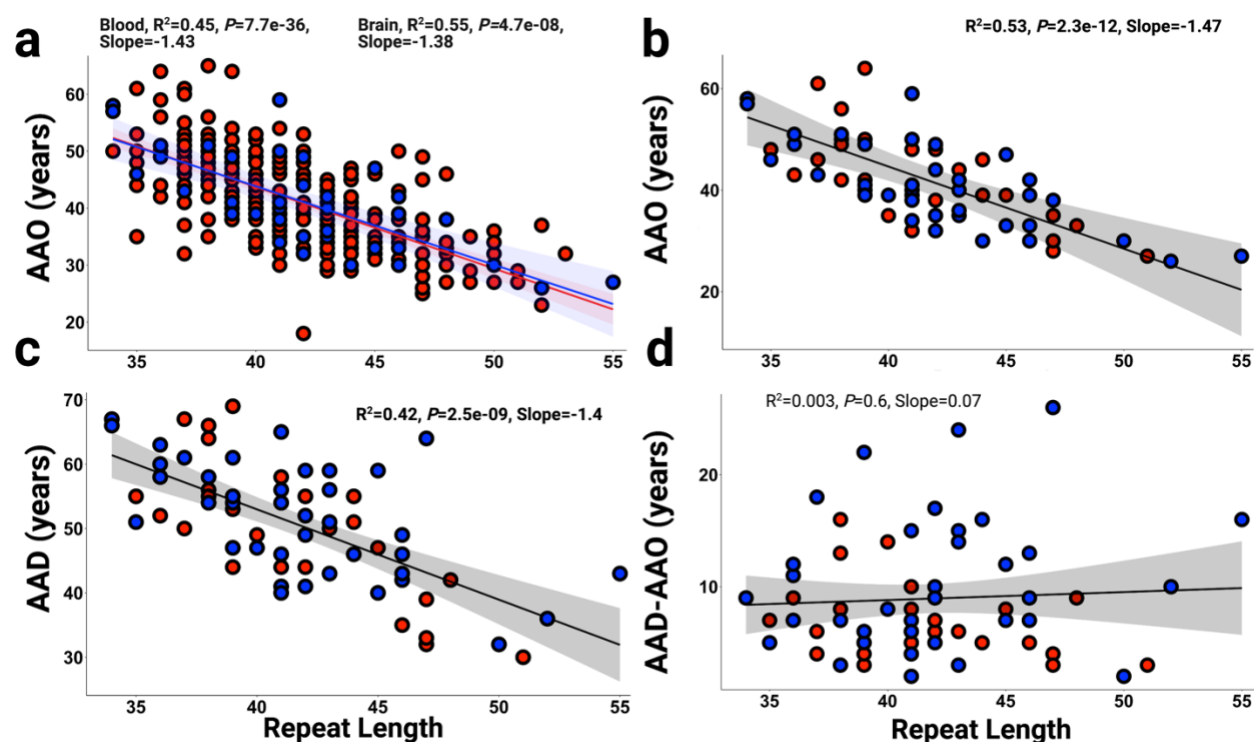 a
Blood, R²=0.45, P=7.7e-36,
Slope=-1.43
Brain, R²=0.55, P=4.7e-08,
Slope=-1.38
AAO (years)
60
50
40
30
20
35 40 45 50 55
b
R²=0.53, P=2.3e-12, Slope=-1.47
AAO (years)
60
40
20
35 40 45 50 55
c
R²=0.42, P=2.5e-09, Slope=-1.4
AAD (years)
70
60
50
40
30
35 40 45 50 55
Repeat Length
d
R²=0.003, P=0.6, Slope=0.07
AAD-AAO (years)
20
10
35 40 45 50 55
Repeat Length